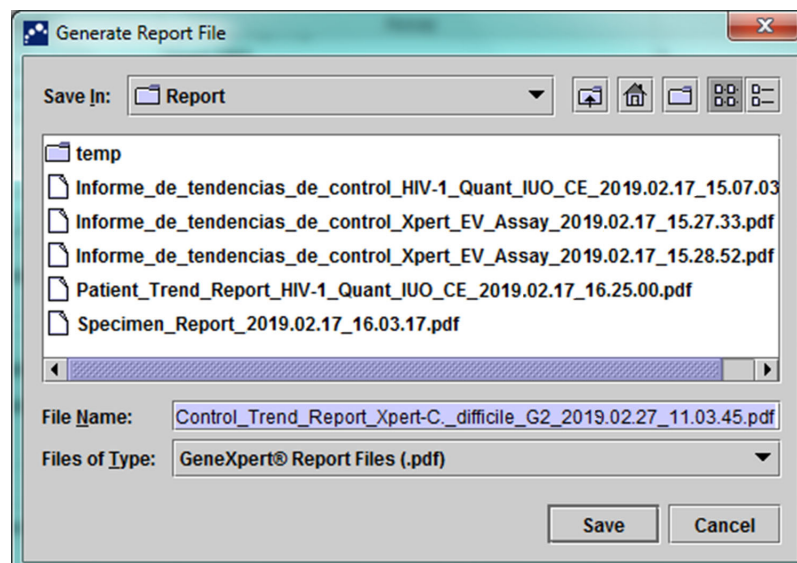 Generate Report File
Save In: Report
temp
Informe_de_tendencias_de_control_HIV-1_Quant_IUO_CE_2019.02.17_15.07.03
Informe_de_tendencias_de_control_Xpert_EV_Assay_2019.02.17_15.27.33.pdf
Informe_de_tendencias_de_control_Xpert_EV_Assay_2019.02.17_15.28.52.pdf
Patient_Trend_Report_HIV-1_Quant_IUO_CE_2019.02.17_16.25.00.pdf
Specimen_Report_2019.02.17_16.03.17.pdf
File Name: Control_Trend_Report_Xpert-C._difficile_G2_2019.02.27_11.03.45.pdf
Files of Type: GeneXpert® Report Files (.pdf)
Save Cancel